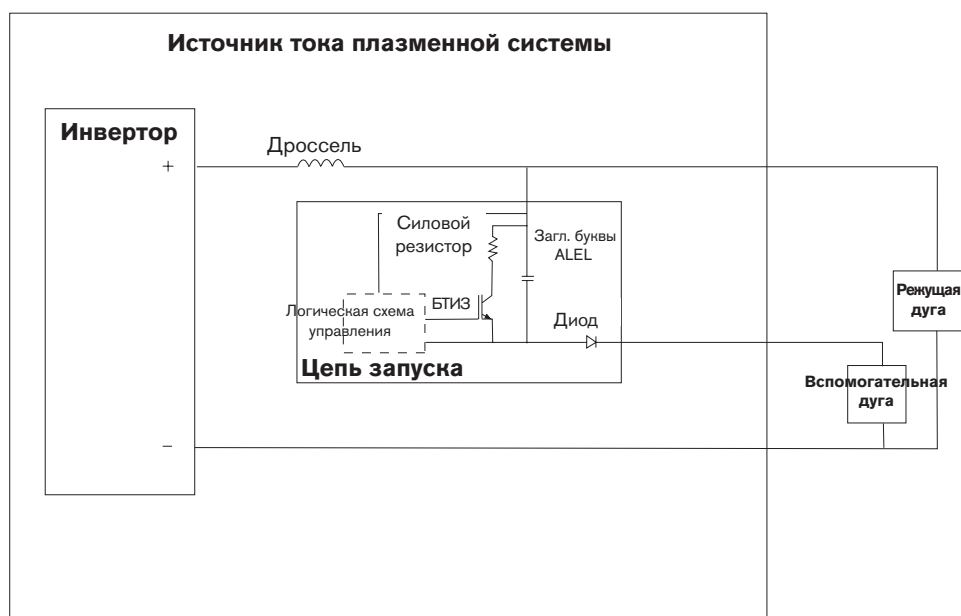 Источник тока плазменной системы
Инвертор
+
Дроссель
Силовой
резистор
Загл. буквы
ALEL
БТИЗ
Логическая схема
управления
Диод
Цепь запуска
Режущая
дуга
Вспомогательная
дуга
−